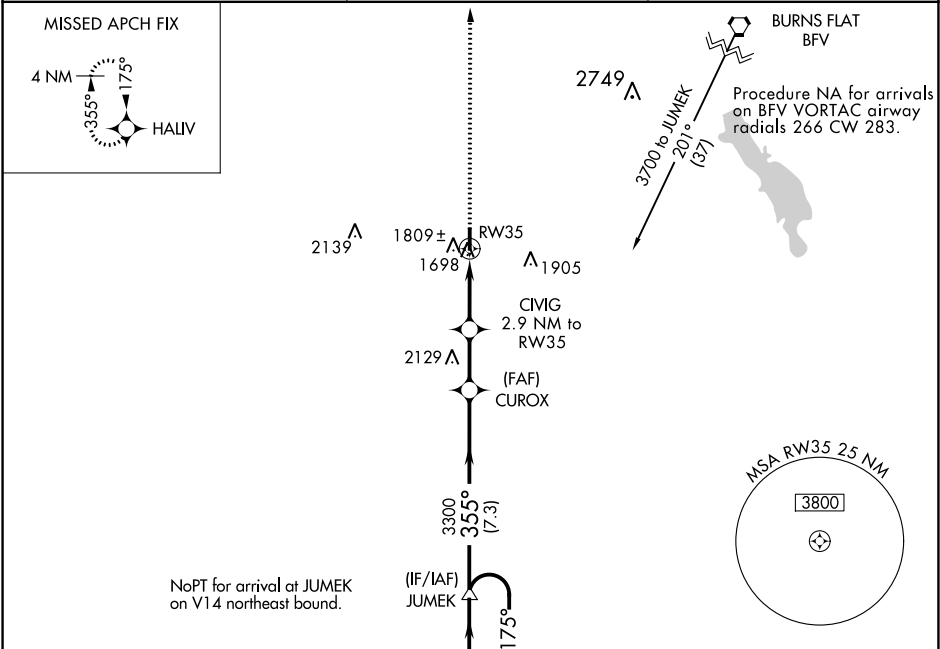 MISSED APCH FIX
4 NM
355°
175°
HALIV
BURNS FLAT
BFV
2749
3700 to JUMEK
201°
(37)
Procedure NA for arrivals
on BFV VORTAC airway
radials 266 CW 283.
2139
1809±
1698
RW35
1905
CIVIG
2.9 NM to
RW35
2129
(FAF)
CUROX
3300
355°
(7.3)
MSA RW35 25 NM
3800
NoPT for arrival at JUMEK
on V14 northeast bound.
(IF/IAF)
JUMEK
175°